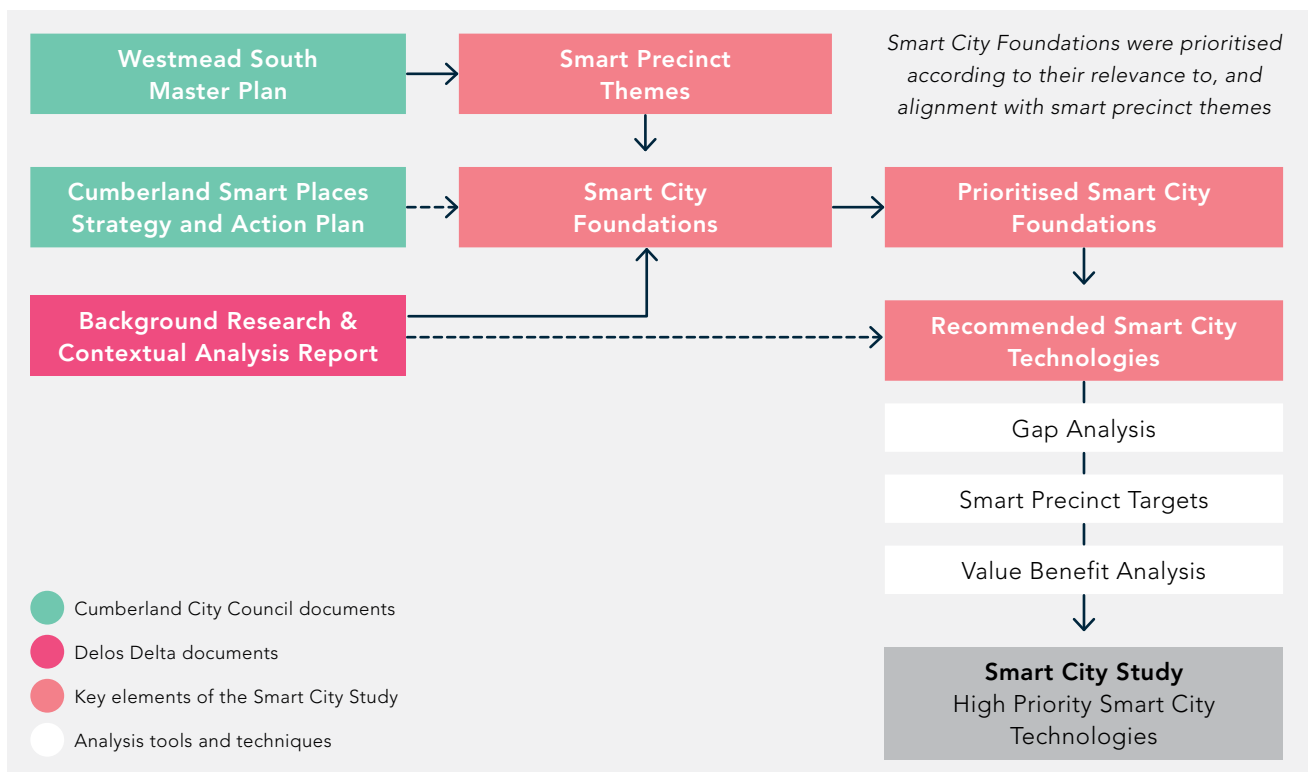 Westmead South
Master Plan
Smart Precinct
Themes
Smart City Foundations were prioritised
according to their relevance to, and
alignment with smart precinct themes
Cumberland Smart Places
Strategy and Action Plan
Smart City
Foundations
Prioritised Smart City
Foundations
Background Research &
Contextual Analysis Report
Recommended Smart City
Technologies
Gap Analysis
Smart Precinct Targets
Value Benefit Analysis
Smart City Study
High Priority Smart City
Technologies
Cumberland City Council documents
Delos Delta documents
Key elements of the Smart City Study
Analysis tools and techniques